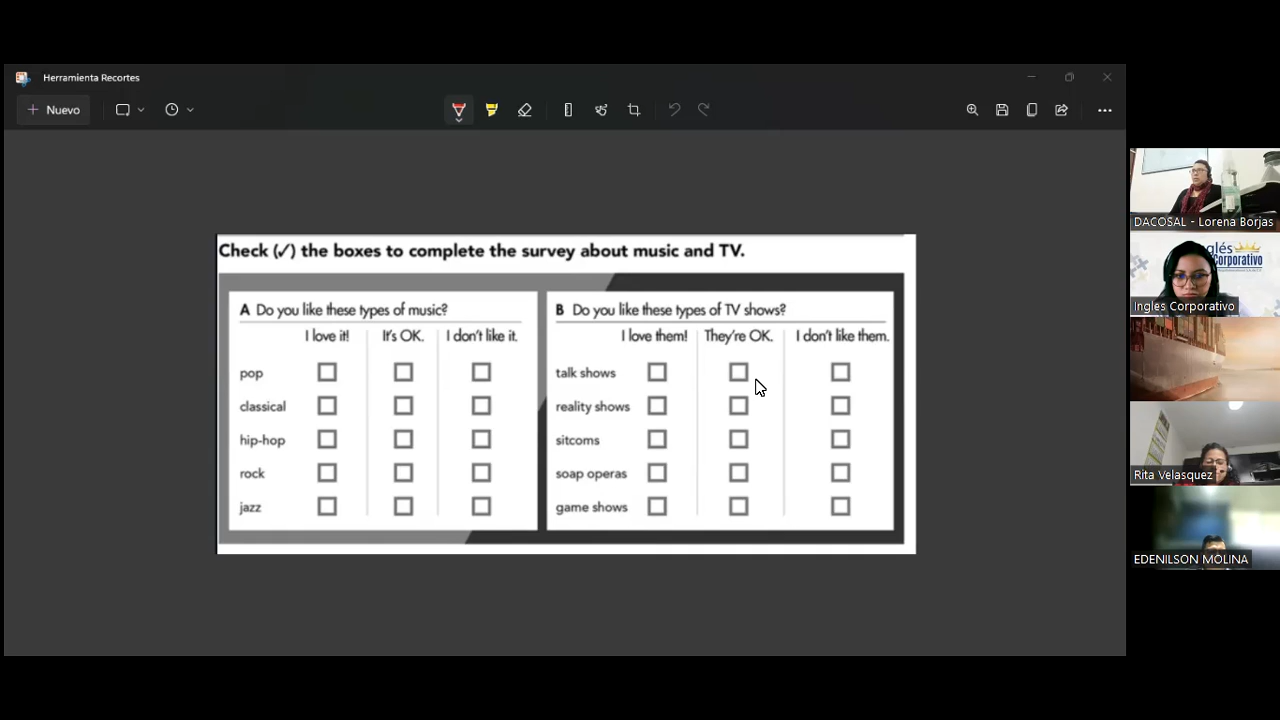 Herramienta Recortes
Nuevo
Check (✓) the boxes to complete the survey about music and TV.
A Do you like these types of music?
I love it! It's OK. I don't like it.
pop
classical
hip-hop
rock
jazz
B Do you like these types of TV shows?
I love them! They're OK. I don't like them.
talk shows
reality shows
sitcoms
soap operas
game shows
DACOSAL - Lorena Borjas
Inglés
Corporativo
Ingles Corporativo
Rita Velasquez
EDENILSON MOLINA